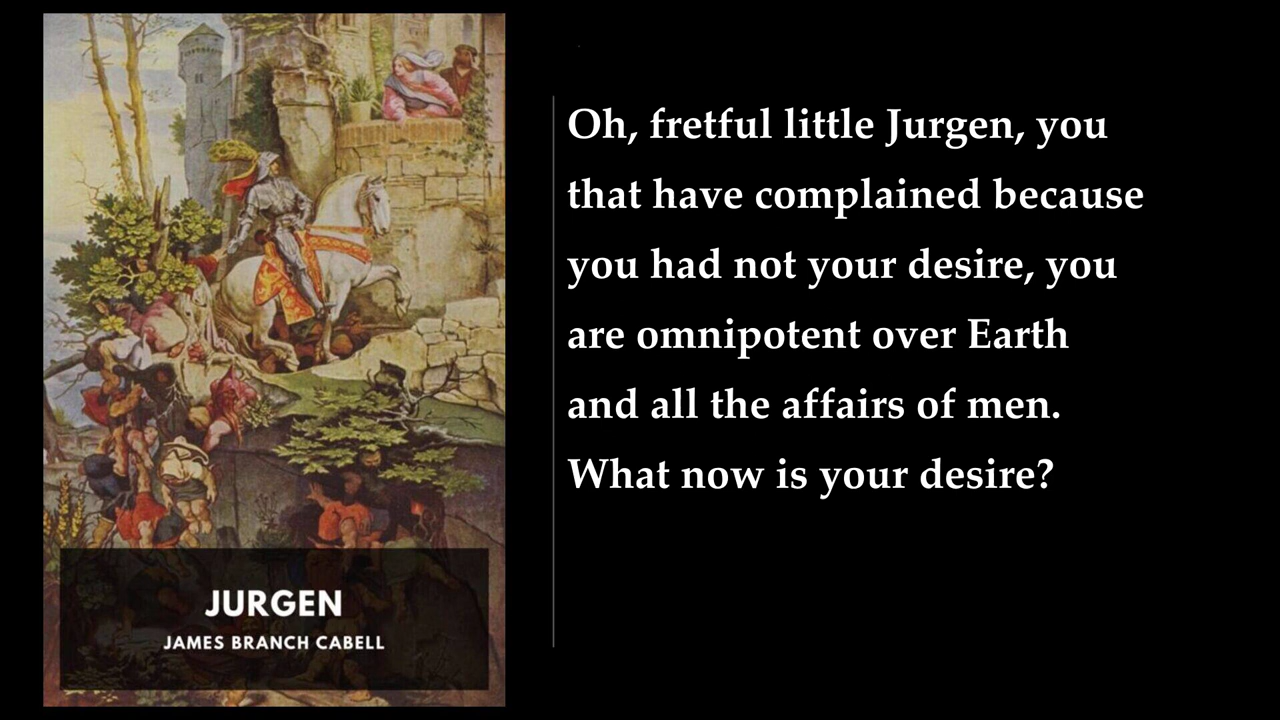 JURGEN
JAMES BRANCH CABELL
Oh, fretful little Jurgen, you
that have complained because
you had not your desire, you
are omnipotent over Earth
and all the affairs of men.
What now is your desire?